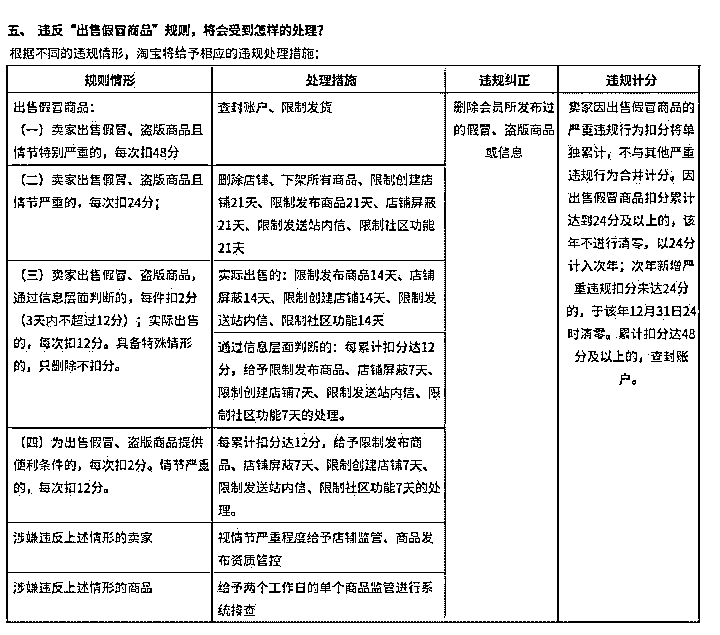 五、 违反“出售假冒商品”规则，将会受到怎样的处理？
根据不同的违规情形，淘宝将给予相应的违规处理措施：
规则情形
处理措施
违规纠正
违规计分
出售假冒商品：
（一）卖家出售假冒、盗版商品且
情节特别严重的，每次扣48分
查封账户、限制发货
删除会员所发布过
的假冒、盗版商品
或信息
卖家因出售假冒商品的
严重违规行为扣分将单
独累计，不与其他严重
违规行为合并计分。因
出售假冒商品扣分累计
达到24分及以上的，该
年不进行清零，以24分
计入次年；次年新增严
重违规扣分未达24分
的，于该年12月31日24
时清零。累计扣分达48
分及以上的，查封账
户。
（二）卖家出售假冒、盗版商品且
情节严重的，每次扣24分；
删除店铺、下架所有商品、限制创建店
铺21天、限制发布商品21天、店铺屏蔽
21天、限制发送站内信、限制社区功能
21天
（三）卖家出售假冒、盗版商品，
通过信息层面判断的，每件扣2分
（3天内不超过12分）；实际出售
的，每次扣12分。具备特殊情形
的，只删除不扣分。
实际出售的：限制发布商品14天、店铺
屏蔽14天、限制创建店铺14天、限制发
送站内信、限制社区功能14天
通过信息层面判断的：每累计扣分达12
分，给予限制发布商品、店铺屏蔽7天、
限制创建店铺7天、限制发送站内信、限
制社区功能7天的处理。
（四）为出售假冒、盗版商品提供
便利条件的，每次扣2分。情节严重
的，每次扣12分。
每累计扣分达12分，给予限制发布商
品、店铺屏蔽7天、限制创建店铺7天、
限制发送站内信、限制社区功能7天的处
理。
涉嫌违反上述情形的卖家
视情节严重程度给予店铺监管、商品发
布资质管控
涉嫌违反上述情形的商品
给予两个工作日的单个商品监管进行系
统排查